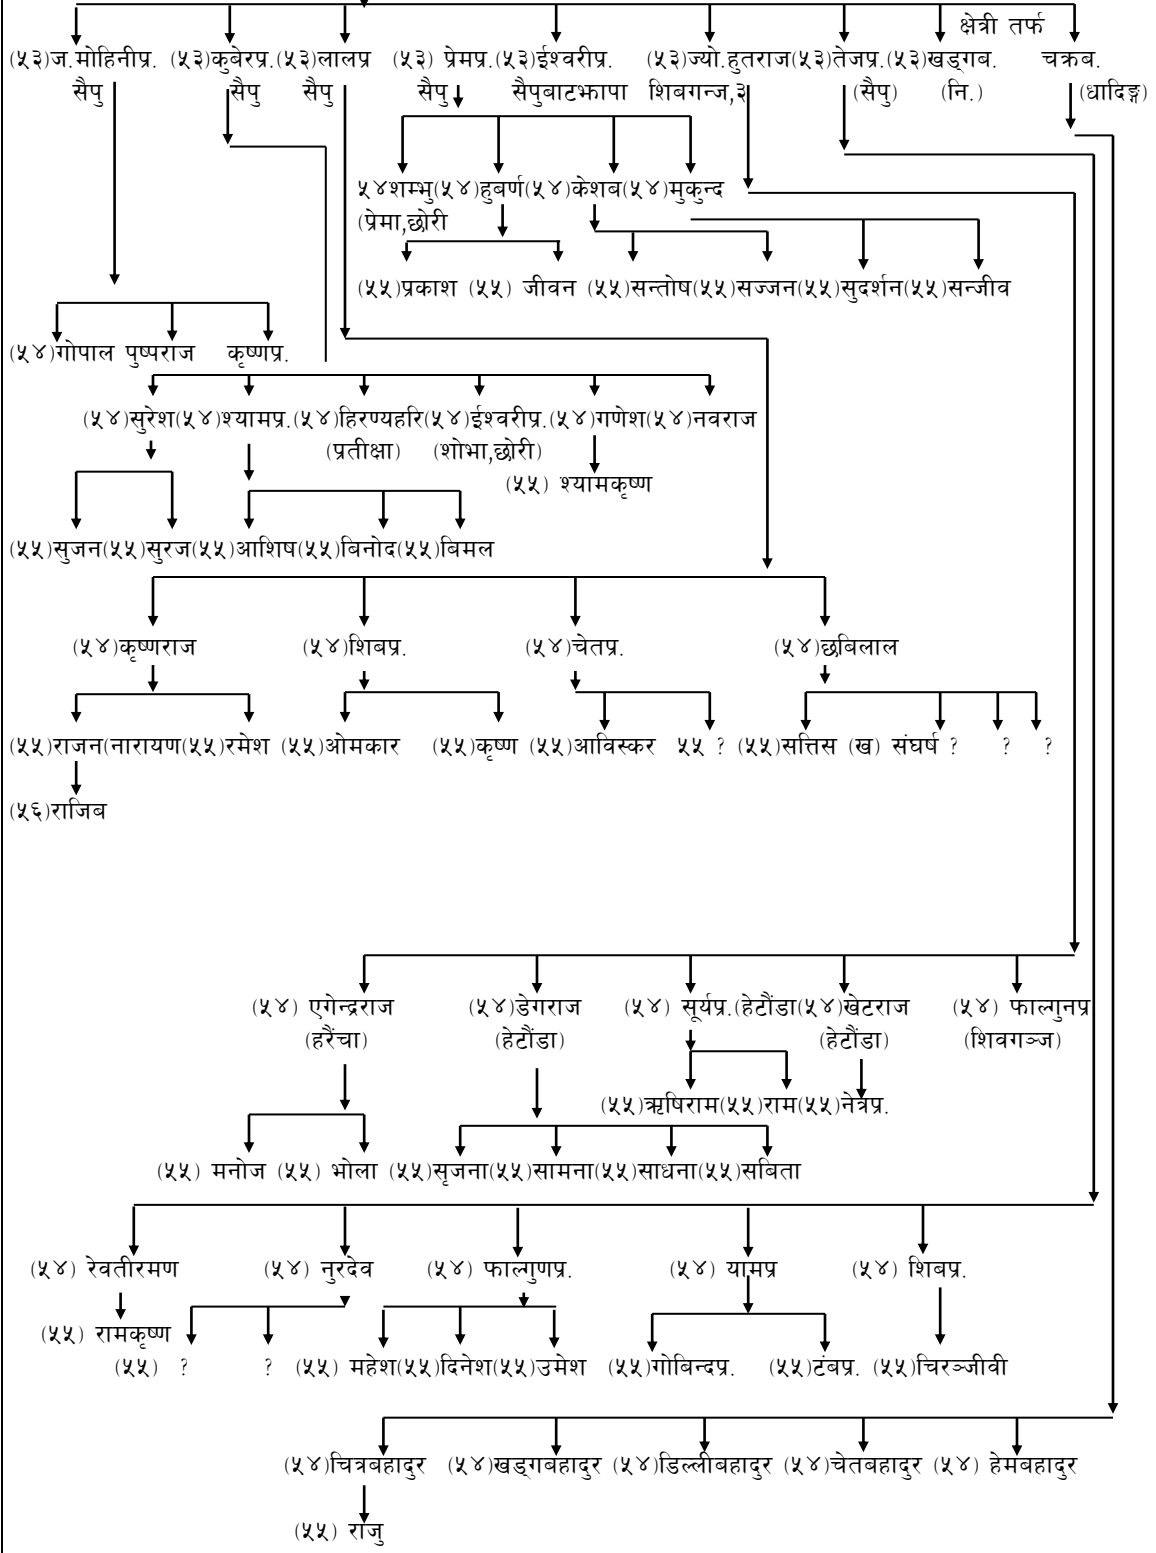 क्षेत्री तर्फ
(५३)ज.मोहिनीप्र. (५३)कुबेरप्र.(५३)लालप्र (५३) प्रेमप्र.(५३)ईश्वरीप्र. (५३)ज्यो.हुतराज(५३)तेजप्र.(५३)खड्गब. चक्रब.
सैपु सैपु सैपु सैपु सैपुबाटझापा शिबगन्ज,३ (सैपु) (नि.) (धादिङ्ग)
५४शम्भु(५४)हुबर्ण(५४)केशब(५४)मुकुन्द
(प्रेमा,छोरी
(५५)प्रकाश (५५) जीवन (५५)सन्तोष(५५)सज्जन(५५)सुदर्शन(५५)सन्जीव
(५४)गोपाल पुष्पराज कृष्णप्र.
(५४)सुरेश(५४)श्यामप्र.(५४)हिरण्यहरि(५४)ईश्वरीप्र.(५४)गणेश(५४)नवराज
(प्रतीक्षा) (शोभा,छोरी)
(५५) श्यामकृष्ण
(५५)सुजन(५५)सुरज(५५)आशिष(५५)बिनोद(५५)बिमल
(५४)कृष्णराज (५४)शिबप्र. (५४)चेतप्र. (५४)छबिलाल
(५५)राजन(नारायण(५५)रमेश (५५)ओमकार (५५)कृष्ण (५५)आविस्कर ५५ ? (५५)सत्तिस (ख) संघर्ष ? ? ?
(५६)राजिब
(५४) एगेन्द्रराज (५४)डेगराज (५४) सूर्यप्र.(हेटौंडा(५४)खेटराज (५४) फाल्गुनप्र
(हरैंचा) (हेटौंडा) (हेटौंडा) (शिवगञ्ज)
(५५)ऋषिराम(५५)राम(५५)नेत्रप्र.
(५५) मनोज (५५) भोला (५५)सृजना(५५)सामना(५५)साधना(५५)सबिता
(५४) रेवतीरमण (५४) नुरदेव (५४) फाल्गुणप्र. (५४) यामप्र (५४) शिबप्र.
(५५) रामकृष्ण
(५५) ? ? (५५) महेश(५५)दिनेश(५५)उमेश (५५)गोबिन्दप्र. (५५)टंबप्र. (५५)चिरञ्जीवी
(५४)चित्रबहादुर (५४)खड्गबहादुर (५४)डिल्लीबहादुर (५४)चेतबहादुर (५४) हेमबहादुर
(५५) राजु